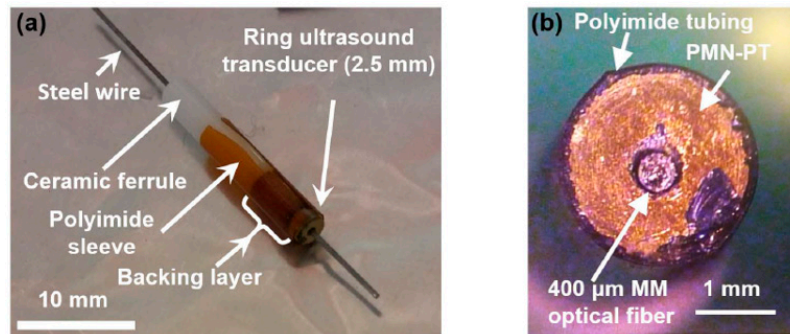 (a)
Ring ultrasound
transducer (2.5 mm)
Steel wire
Ceramic ferrule
Polyimide
sleeve
Backing layer
10 mm
(b)
Polyimide tubing
PMN-PT
400 µm MM
optical fiber
1 mm